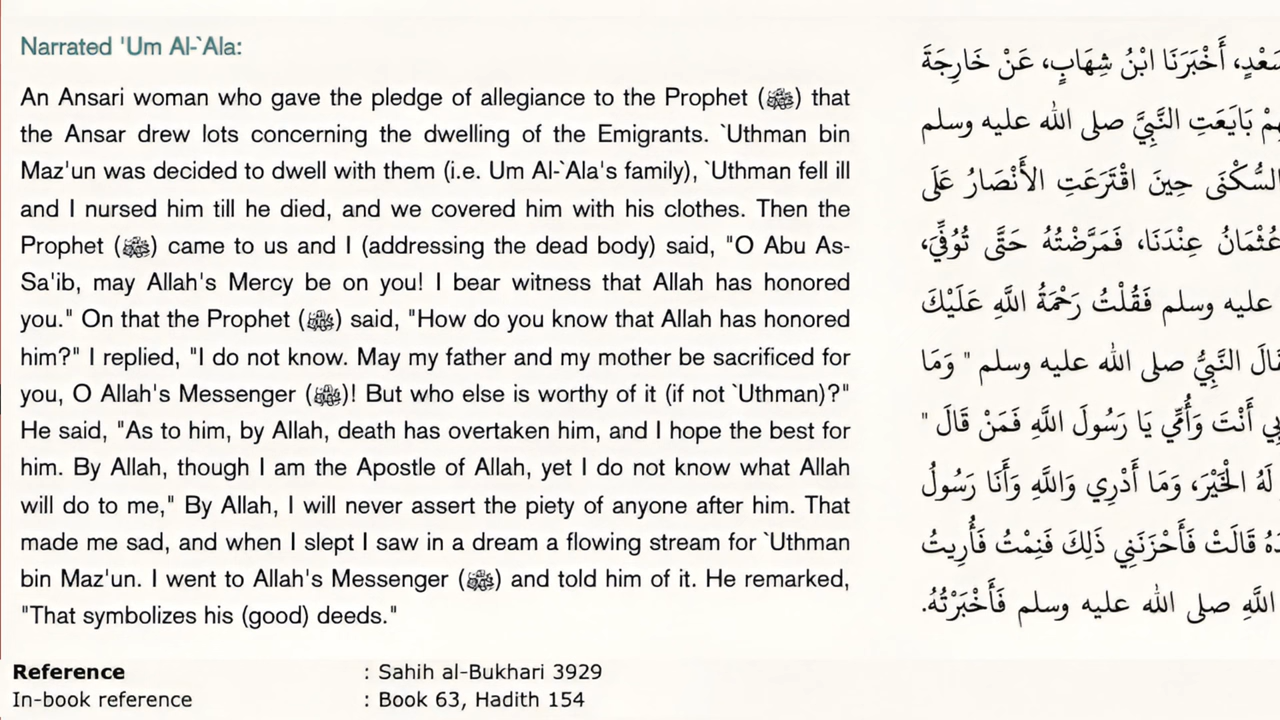 Narrated 'Um Al-`Ala:
An Ansari woman who gave the pledge of allegiance to the Prophet (ﷺ) that
the Ansar drew lots concerning the dwelling of the Emigrants. `Uthman bin
Maz'un was decided to dwell with them (i.e. Um Al-`Ala's family), `Uthman fell ill
and I nursed him till he died, and we covered him with his clothes. Then the
Prophet (ﷺ) came to us and I (addressing the dead body) said, "O Abu As-
Sa'ib, may Allah's Mercy be on you! I bear witness that Allah has honored
you." On that the Prophet (ﷺ) said, "How do you know that Allah has honored
him?" I replied, "I do not know. May my father and my mother be sacrificed for
you, O Allah's Messenger (ﷺ)! But who else is worthy of it (if not `Uthman)?"
He said, "As to him, by Allah, death has overtaken him, and I hope the best for
him. By Allah, though I am the Apostle of Allah, yet I do not know what Allah
will do to me," By Allah, I will never assert the piety of anyone after him. That
made me sad, and when I slept I saw in a dream a flowing stream for `Uthman
bin Maz'un. I went to Allah's Messenger (ﷺ) and told him of it. He remarked,
"That symbolizes his (good) deeds."
سَعْدٍ، أَخْبَرَنَا ابْنُ شِهَابٍ، عَنْ خَارِجَةَ
بَايَعَتِ النَّبِيَّ صلى الله عليه وسلم
السُّكْنَى حِينَ اقْتَرَعَتِ الأَنْصَارُ عَلَى
عُثْمَانُ عِنْدَنَا، فَمَرَّضْتُهُ حَتَّى تُوُفِّيَ،
عليه وسلم فَقُلْتُ رَحْمَةُ اللَّهِ عَلَيْكَ
قَالَ النَّبِيُّ صلى الله عليه وسلم " وَمَا
أَنْتَ وَأُمِّي يَا رَسُولَ اللَّهِ فَمَنْ قَالَ "
لَهُ الْخَيْرَ، وَمَا أَدْرِي وَاللَّهِ وَأَنَا رَسُولُ
قَالَتْ فَأَحْزَنَنِي ذَلِكَ فَنِمْتُ فَأُرِيتُ
اللَّهِ صلى الله عليه وسلم فَأَخْبَرْتُهُ.
Reference : Sahih al-Bukhari 3929
In-book reference : Book 63, Hadith 154